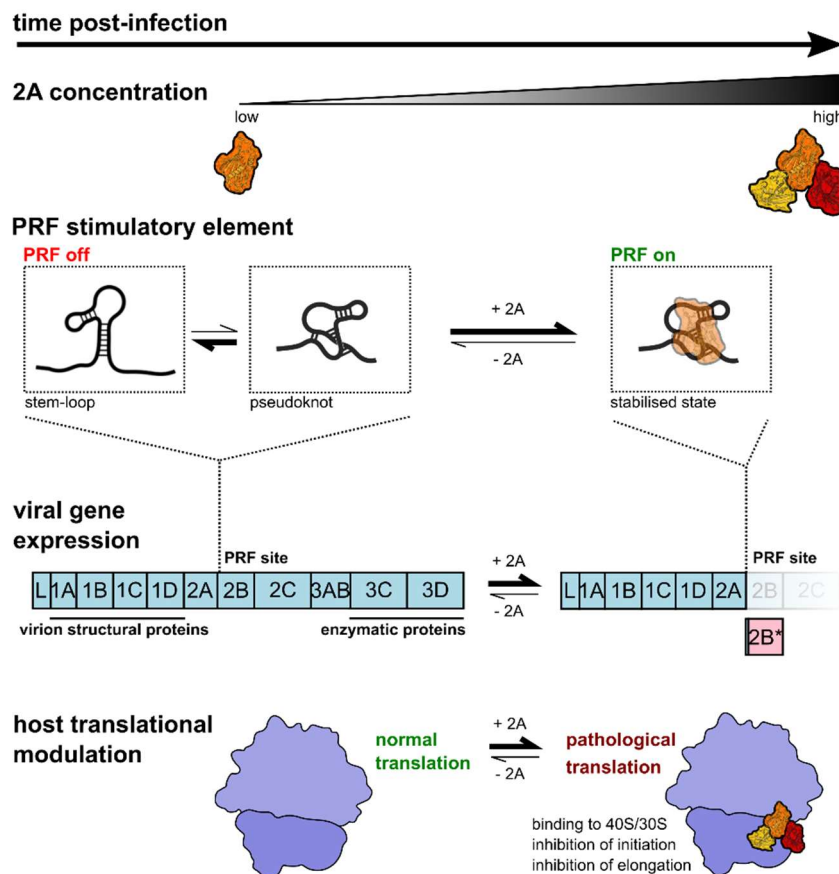 time post-infection
2A concentration
low
high
PRF stimulatory element
PRF off
PRF on
+ 2A
- 2A
stem-loop
pseudoknot
stabilised state
viral gene
expression
PRF site
PRF site
+ 2A
- 2A
L 1A 1B 1C 1D 2A 2B 2C 3AB 3C 3D
L 1A 1B 1C 1D 2A 2B 2C
virion structural proteins
enzymatic proteins
2B*
host translational
modulation
normal
translation
+ 2A
- 2A
pathological
translation
binding to 40S/30S
inhibition of initiation
inhibition of elongation